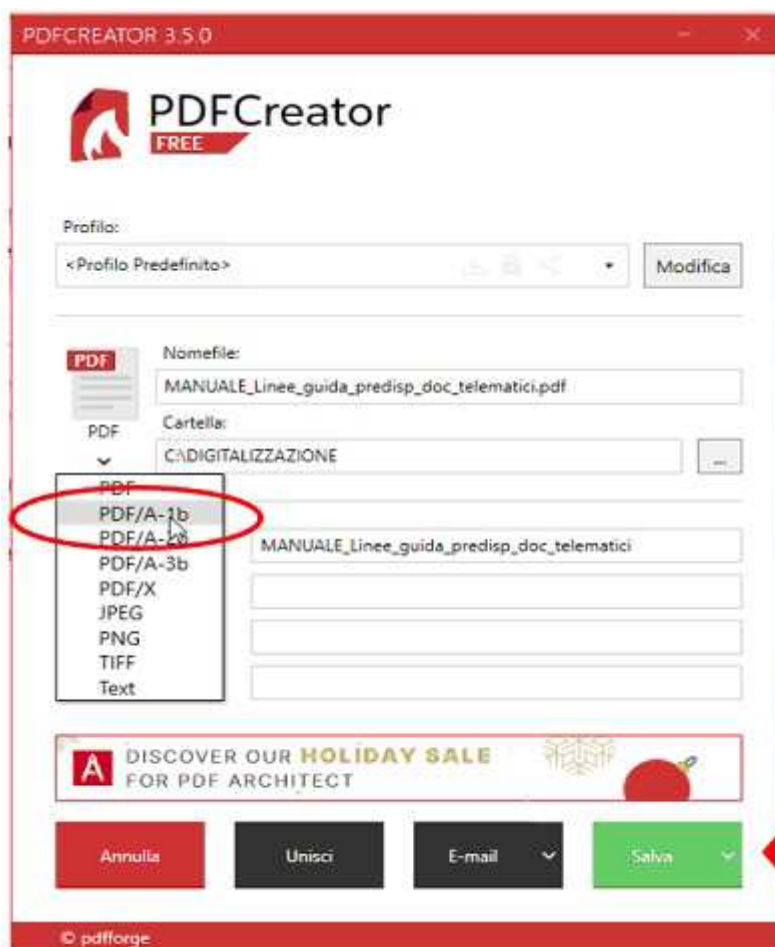 PDFCREATOR 3.5.0
PDFCreator
FREE
Profilo:
<Profilo Predefinito>
Modifica
PDF
Nomefile:
MANUALE_Linee_guida_predisp_doc_telematici.pdf
PDF
Cartella:
C:\DIGITALIZZAZIONE
...
PDF
PDF/A-1b
PDF/A-2b
MANUALE_Linee_guida_predisp_doc_telematici
PDF/A-3b
PDF/X
JPEG
PNG
TIFF
Text
DISCOVER OUR HOLIDAY SALE
FOR PDF ARCHITECT
Annulla
Unisci
E-mail
Salva
© pdfforge